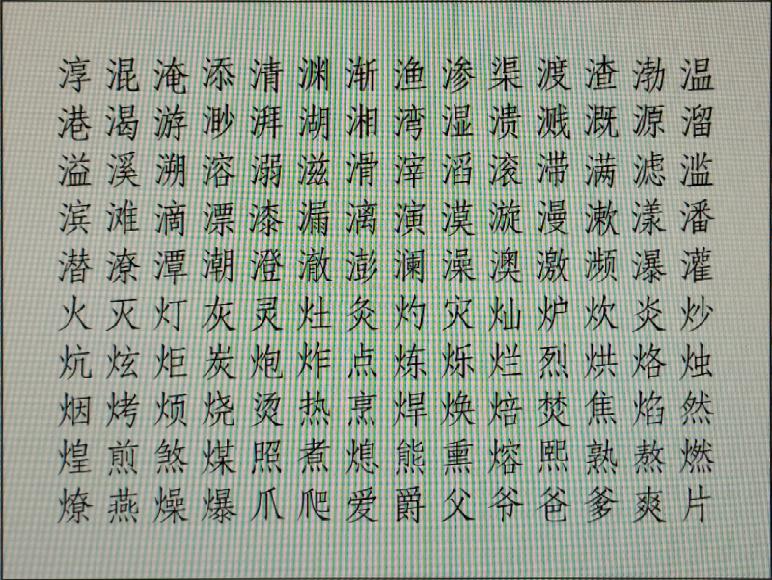 淳混淹添清渊渐渔渗渠渡渣渤温
港渴游渺湃湖湘湾湿溃溅溉源溜
溢溪溯溶溺滋滑滓滔滚滞满滤滥
滨滩滴漂漆漏漓演漠漩漫漱漾潘
潜潦潭潮澄澈澎澜澡澳激濒瀑灌
火灭灯灰灵灶灸灼灾灿炉炊炎炒
炕炫炬炭炮炸点炼烁烂烈烘烙烛
烟烤烦烧烫热烹焊焕焙焚焦焰然
煌煎煞煤照煮熄熊熏熔熙熟熬燃
燎燕燥爆爪爬爱爵父爷爸爹爽片